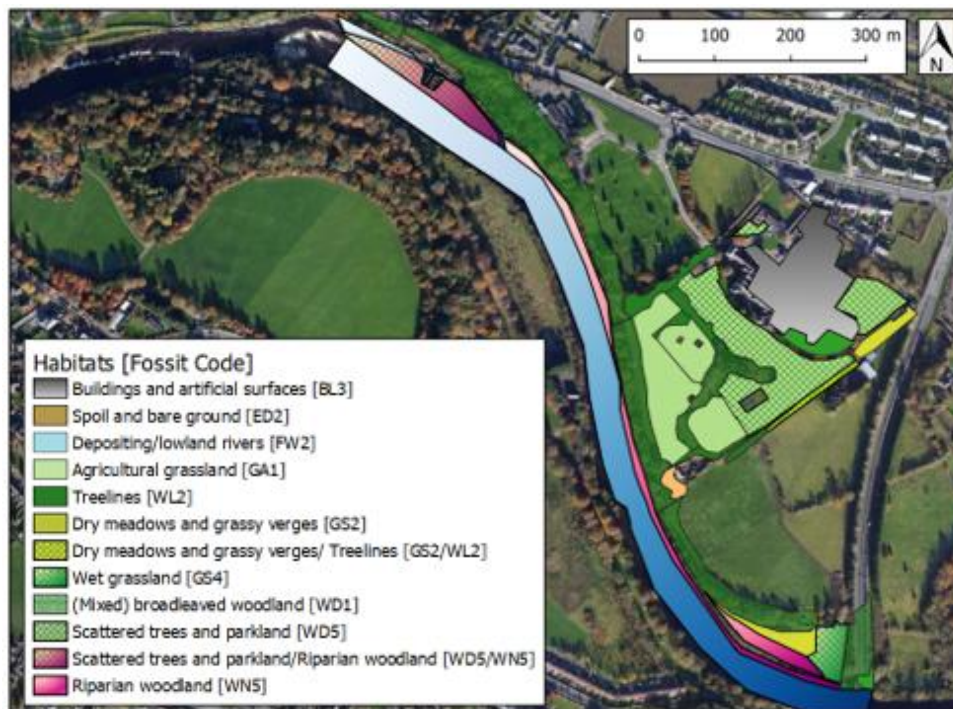 0 100 200 300 m
N
Habitats [Fossit Code]
Buildings and artificial surfaces [BL3]
Spoil and bare ground [ED2]
Depositing/lowland rivers [FW2]
Agricultural grassland [GA1]
Treelines [WL2]
Dry meadows and grassy verges [GS2]
Dry meadows and grassy verges/ Treelines [GS2/WL2]
Wet grassland [GS4]
(Mixed) broadleaved woodland [WD1]
Scattered trees and parkland [WD5]
Scattered trees and parkland/Riparian woodland [WD5/WN5]
Riparian woodland [WN5]